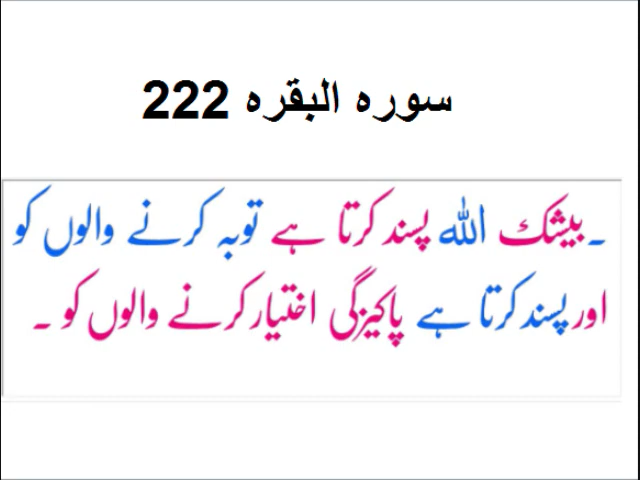 سورہ البقرہ 222
۔بیشک اللہ پسند کرتا ہے توبہ کرنے والوں کو
اور پسند کرتا ہے پاکیزگی اختیار کرنے والوں کو ۔